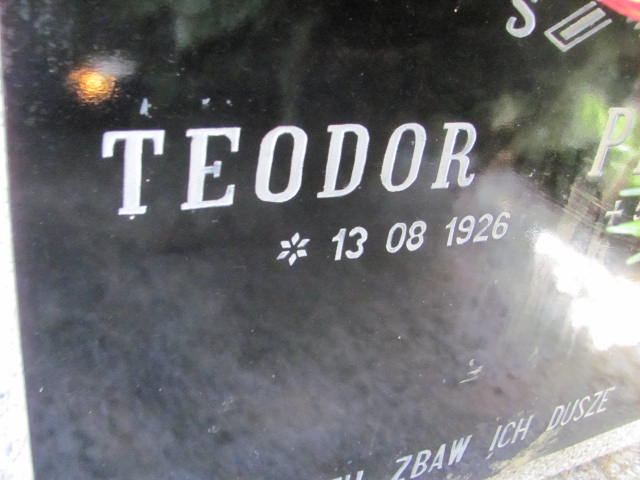 TEODOR
* 13 08 1926
ZBAW ICH DUSZE